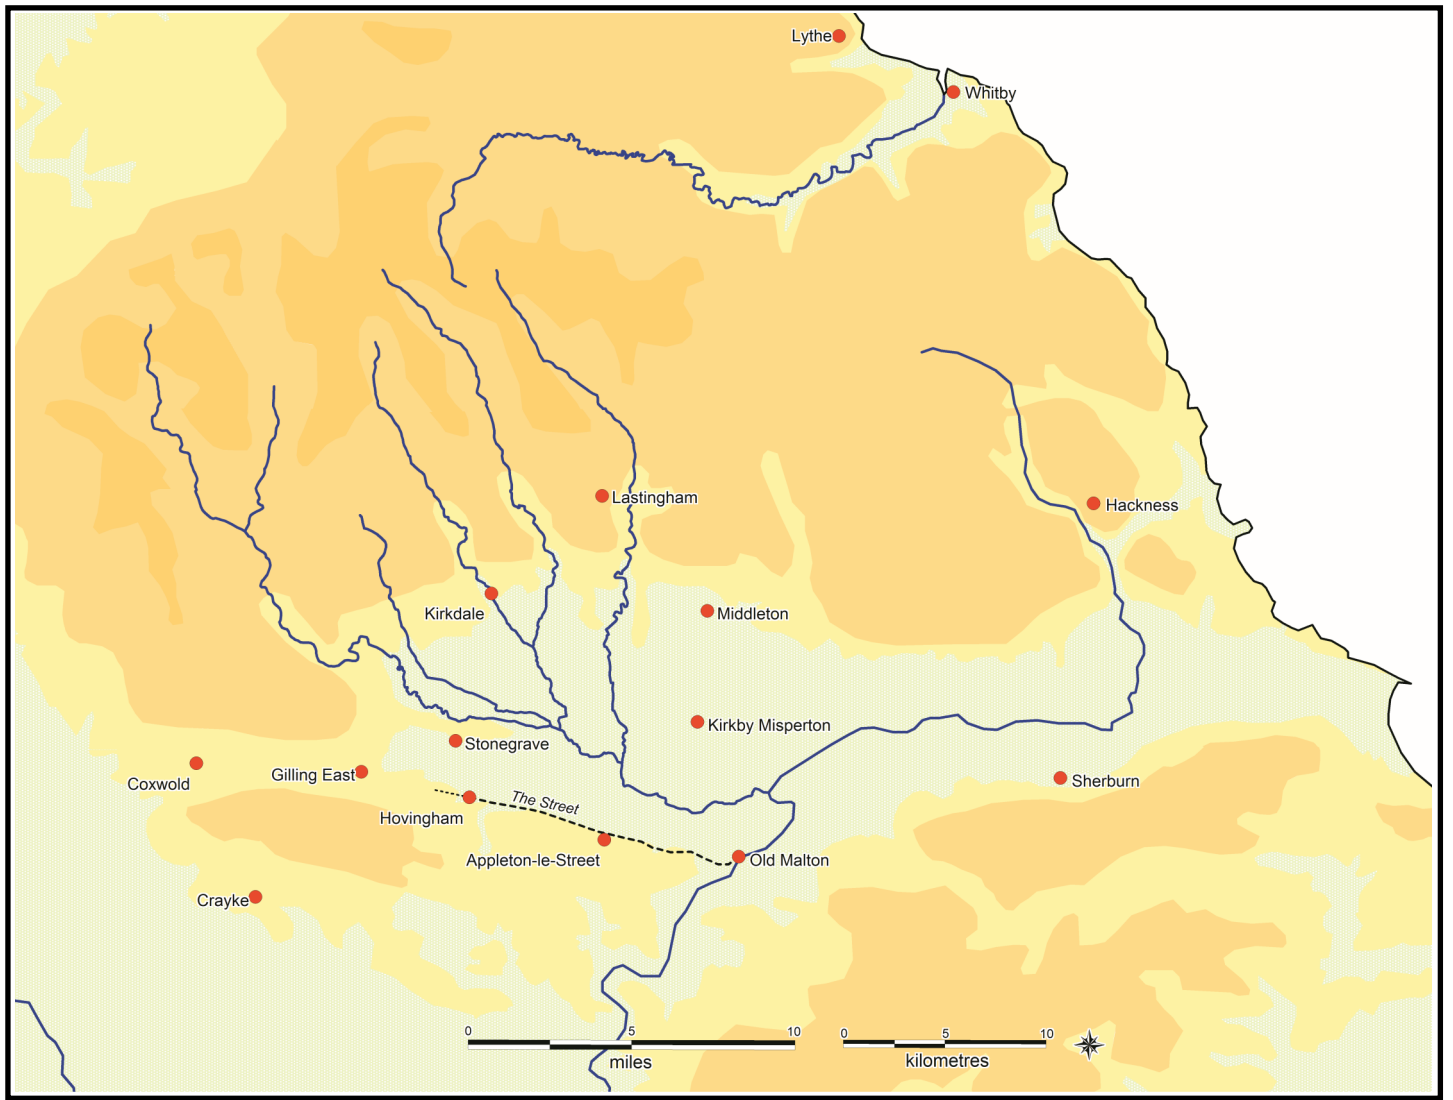 Lythe
Whitby
Lastingham
Hackness
Kirkdale
Middleton
Kirkby Misperton
Stonegrave
Coxwold
Gilling East
Sherburn
The Street
Hovingham
Appleton-le-Street
Old Malton
Crayke
0 5 10
miles
0 5 10
kilometres